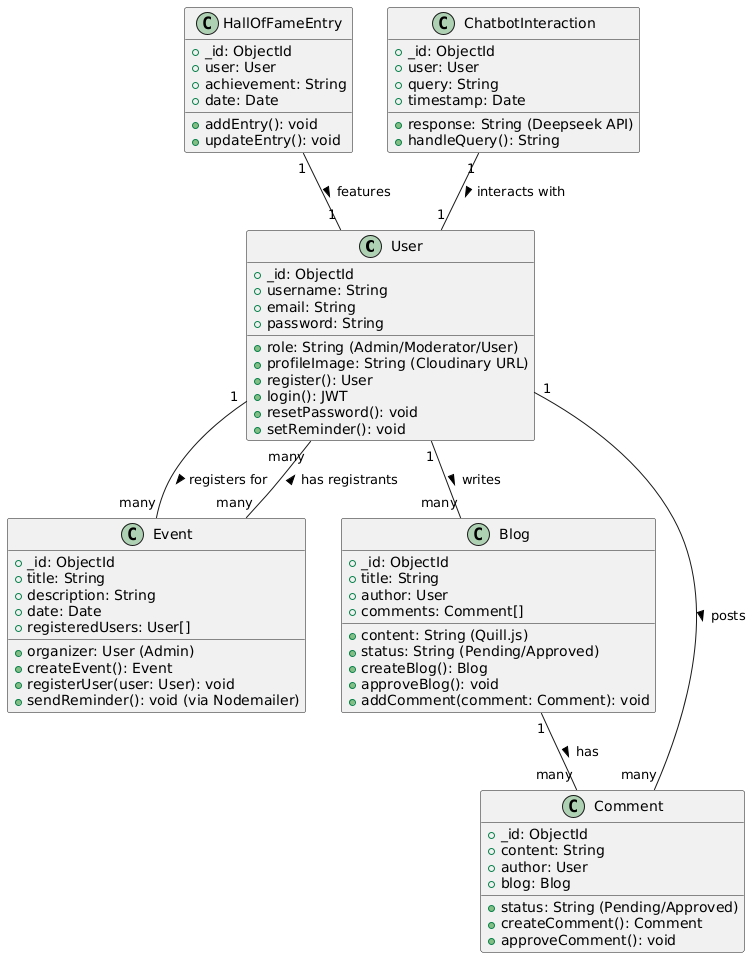 C HallOfFameEntry
_id: ObjectId
user: User
achievement: String
date: Date
addEntry(): void
updateEntry(): void
C ChatbotInteraction
_id: ObjectId
user: User
query: String
timestamp: Date
response: String (Deepseek API)
handleQuery(): String
1
features
1
1
interacts with
1
C User
_id: ObjectId
username: String
email: String
password: String
role: String (Admin/Moderator/User)
profileImage: String (Cloudinary URL)
register(): User
login(): JWT
resetPassword(): void
setReminder(): void
1
registers for
many
many
has registrants
many
1
writes
many
1
posts
many
C Event
_id: ObjectId
title: String
description: String
date: Date
registeredUsers: User[]
organizer: User (Admin)
createEvent(): Event
registerUser(user: User): void
sendReminder(): void (via Nodemailer)
C Blog
_id: ObjectId
title: String
author: User
comments: Comment[]
content: String (Quill.js)
status: String (Pending/Approved)
createBlog(): Blog
approveBlog(): void
addComment(comment: Comment): void
1
has
many
C Comment
_id: ObjectId
content: String
author: User
blog: Blog
status: String (Pending/Approved)
createComment(): Comment
approveComment(): void